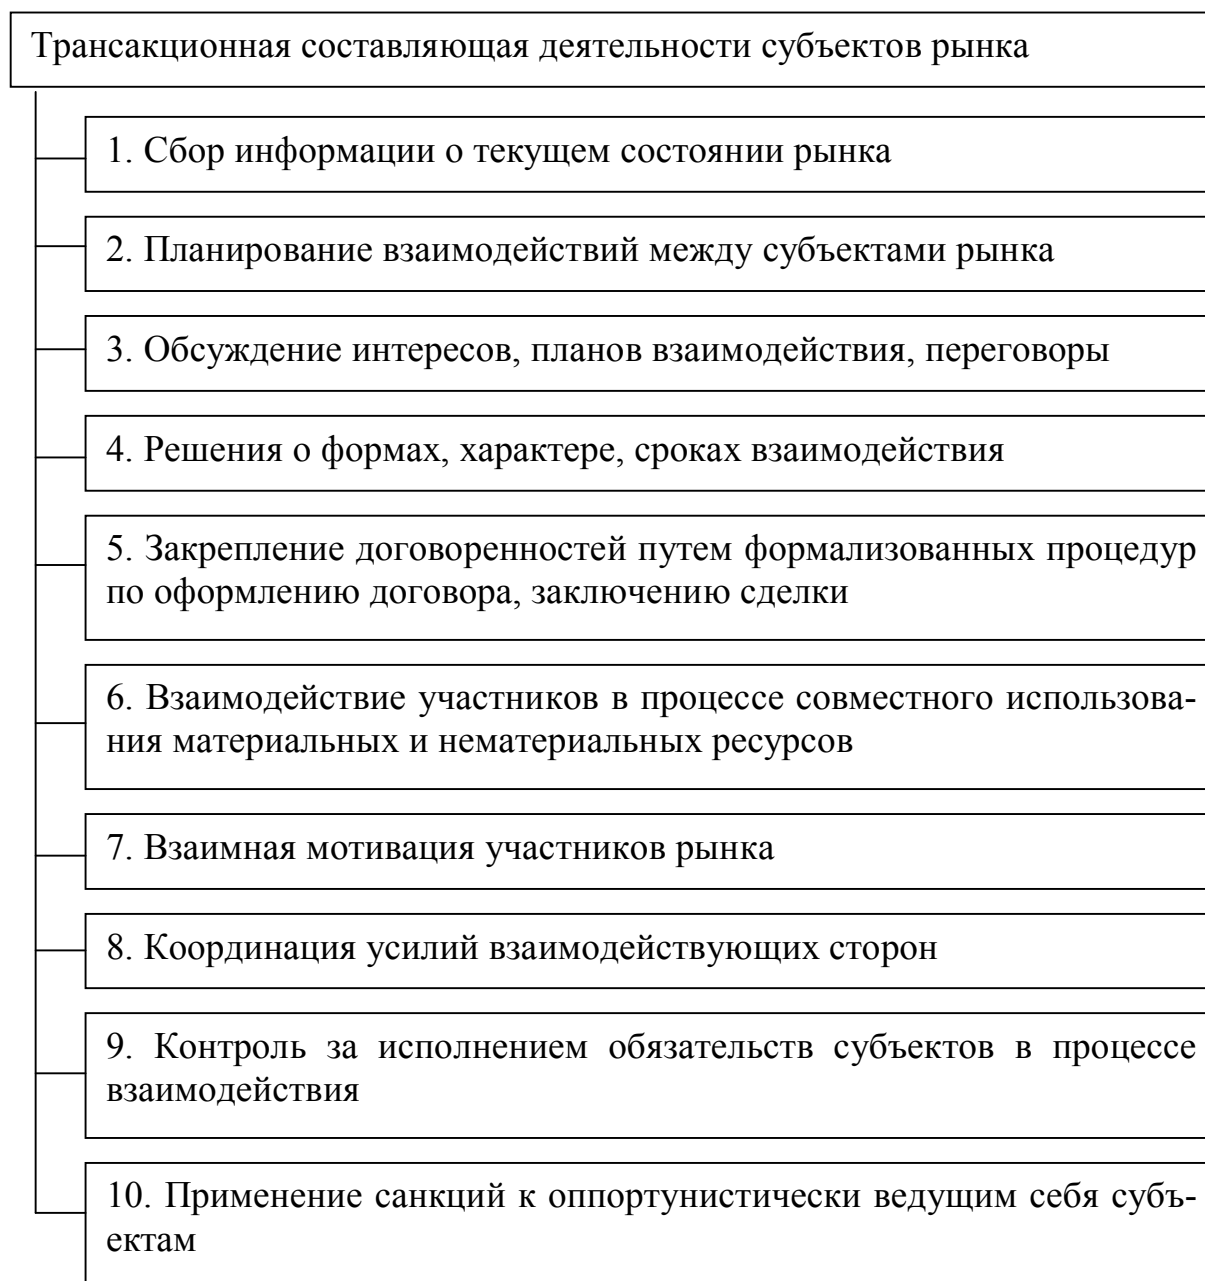 Трансакционная составляющая деятельности субъектов рынка
1. Сбор информации о текущем состоянии рынка
2. Планирование взаимодействий между субъектами рынка
3. Обсуждение интересов, планов взаимодействия, переговоры
4. Решения о формах, характере, сроках взаимодействия
5. Закрепление договоренностей путем формализованных процедур
по оформлению договора, заключению сделки
6. Взаимодействие участников в процессе совместного использова-
ния материальных и нематериальных ресурсов
7. Взаимная мотивация участников рынка
8. Координация усилий взаимодействующих сторон
9. Контроль за исполнением обязательств субъектов в процессе
взаимодействия
10. Применение санкций к оппортунистически ведущим себя субъ-
ектам